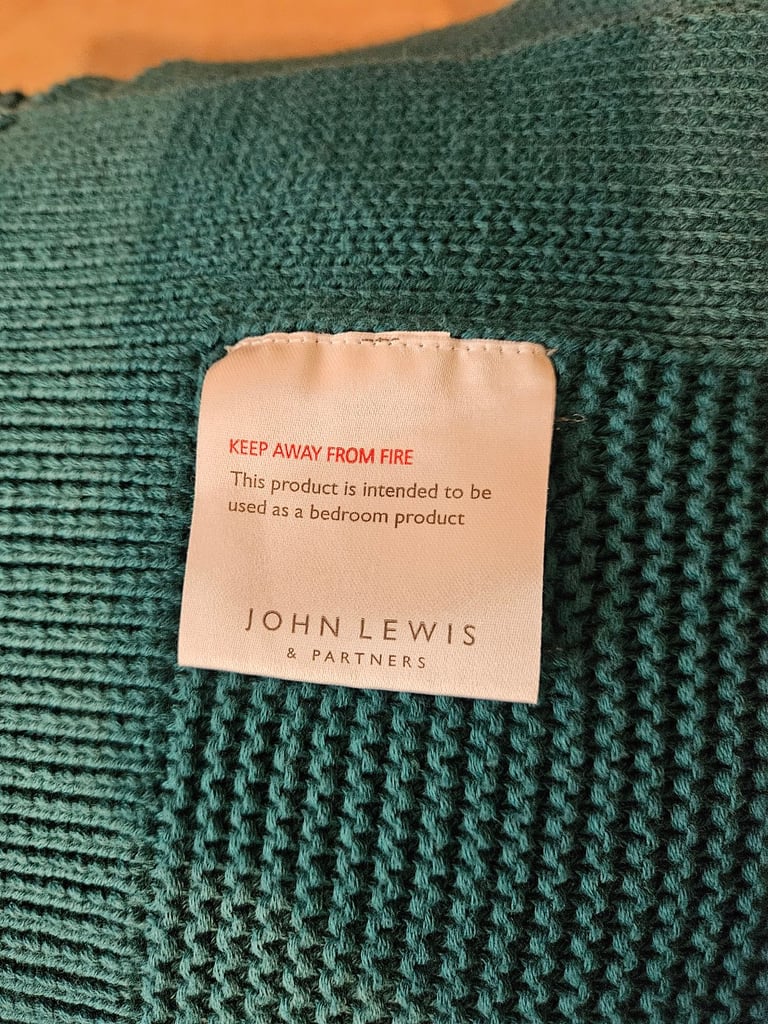 KEEP AWAY FROM FIRE
This product is intended to be
used as a bedroom product
JOHN LEWIS
& PARTNERS